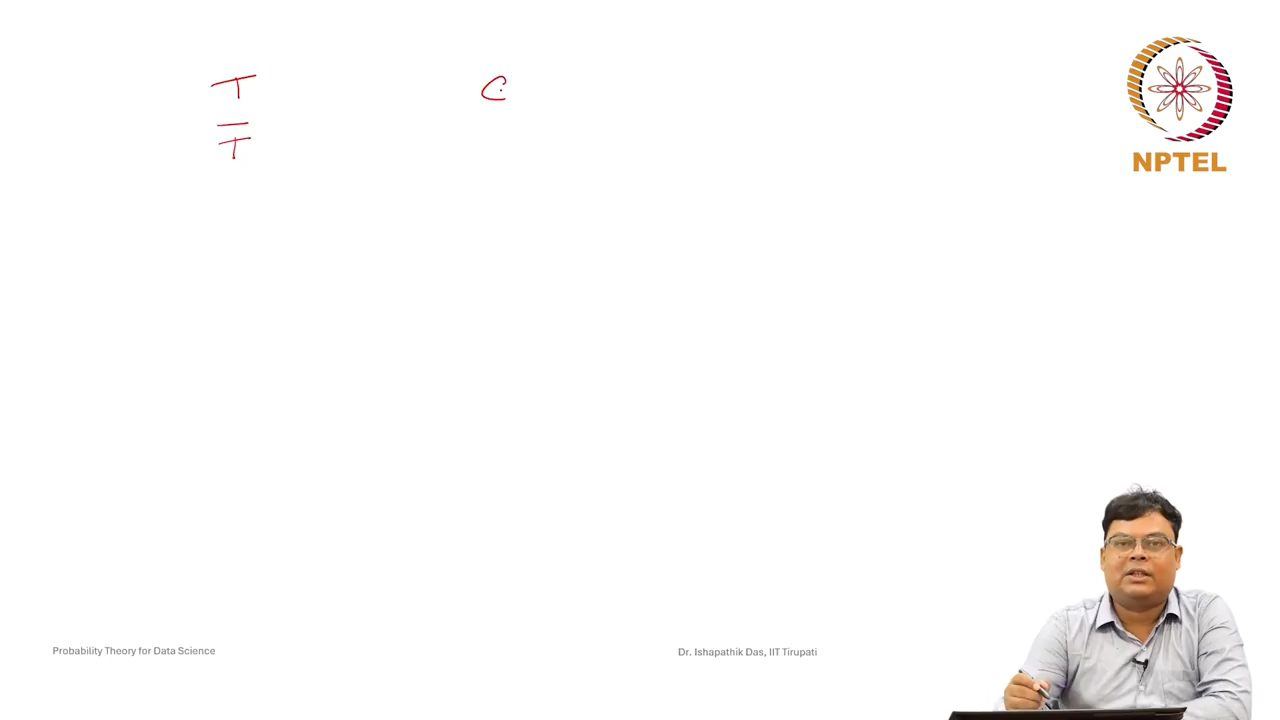 T C
T
NPTEL
Probability Theory for Data Science
Dr. Ishapathik Das, IIT Tirupati